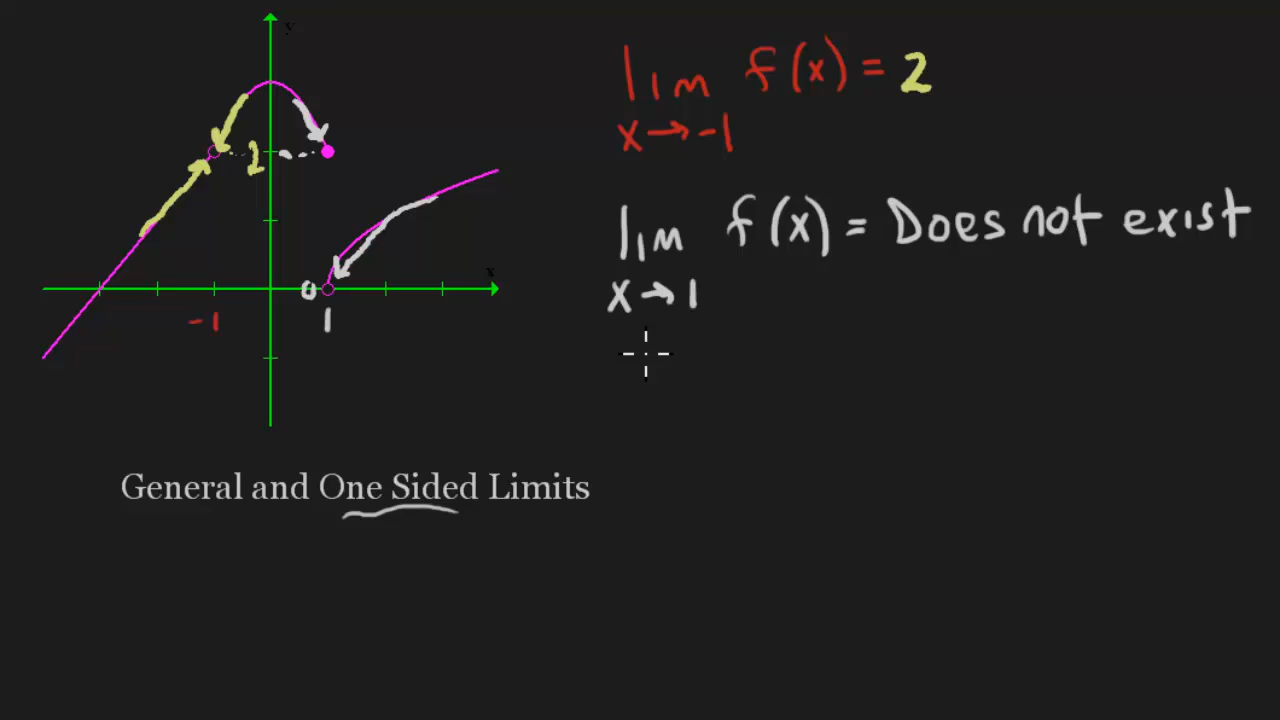 y
lim f(x) = 2
x → -1
2
lim f(x) = Does not exist
x → 1
x
0
-1
1
General and One Sided Limits